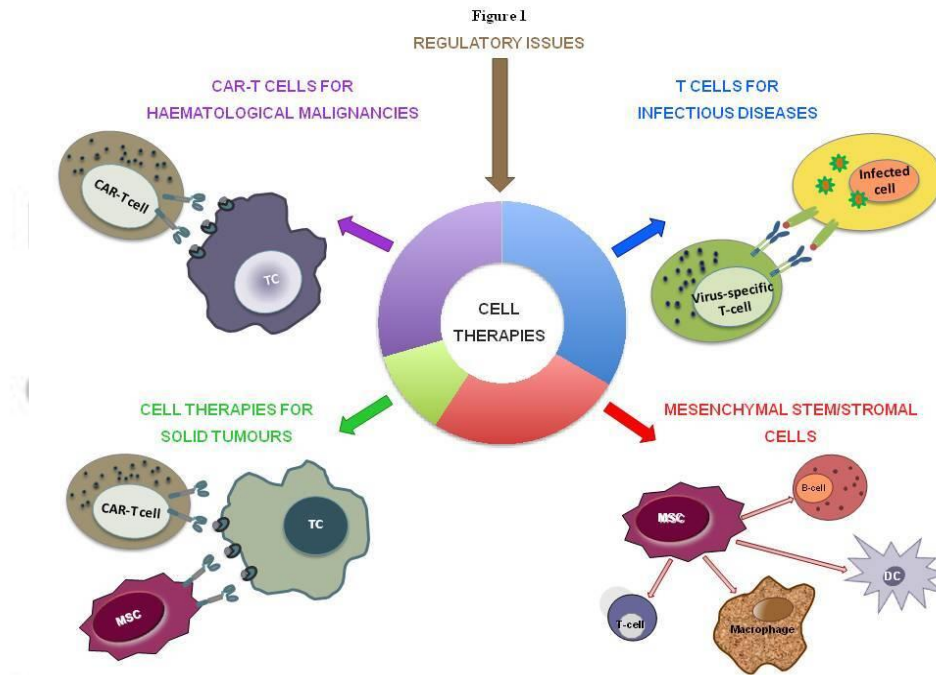 Figure 1
REGULATORY ISSUES
CAR-T CELLS FOR
HAEMATOLOGICAL MALIGNANCIES
T CELLS FOR
INFECTIOUS DISEASES
CAR-T cell
TC
Infected
cell
Virus-specific
T-cell
CELL
THERAPIES
CELL THERAPIES FOR
SOLID TUMOURS
MESENCHYMAL STEM/STROMAL
CELLS
CAR-T cell
TC
MSC
MSC
B-cell
DC
T-cell
Macrophage